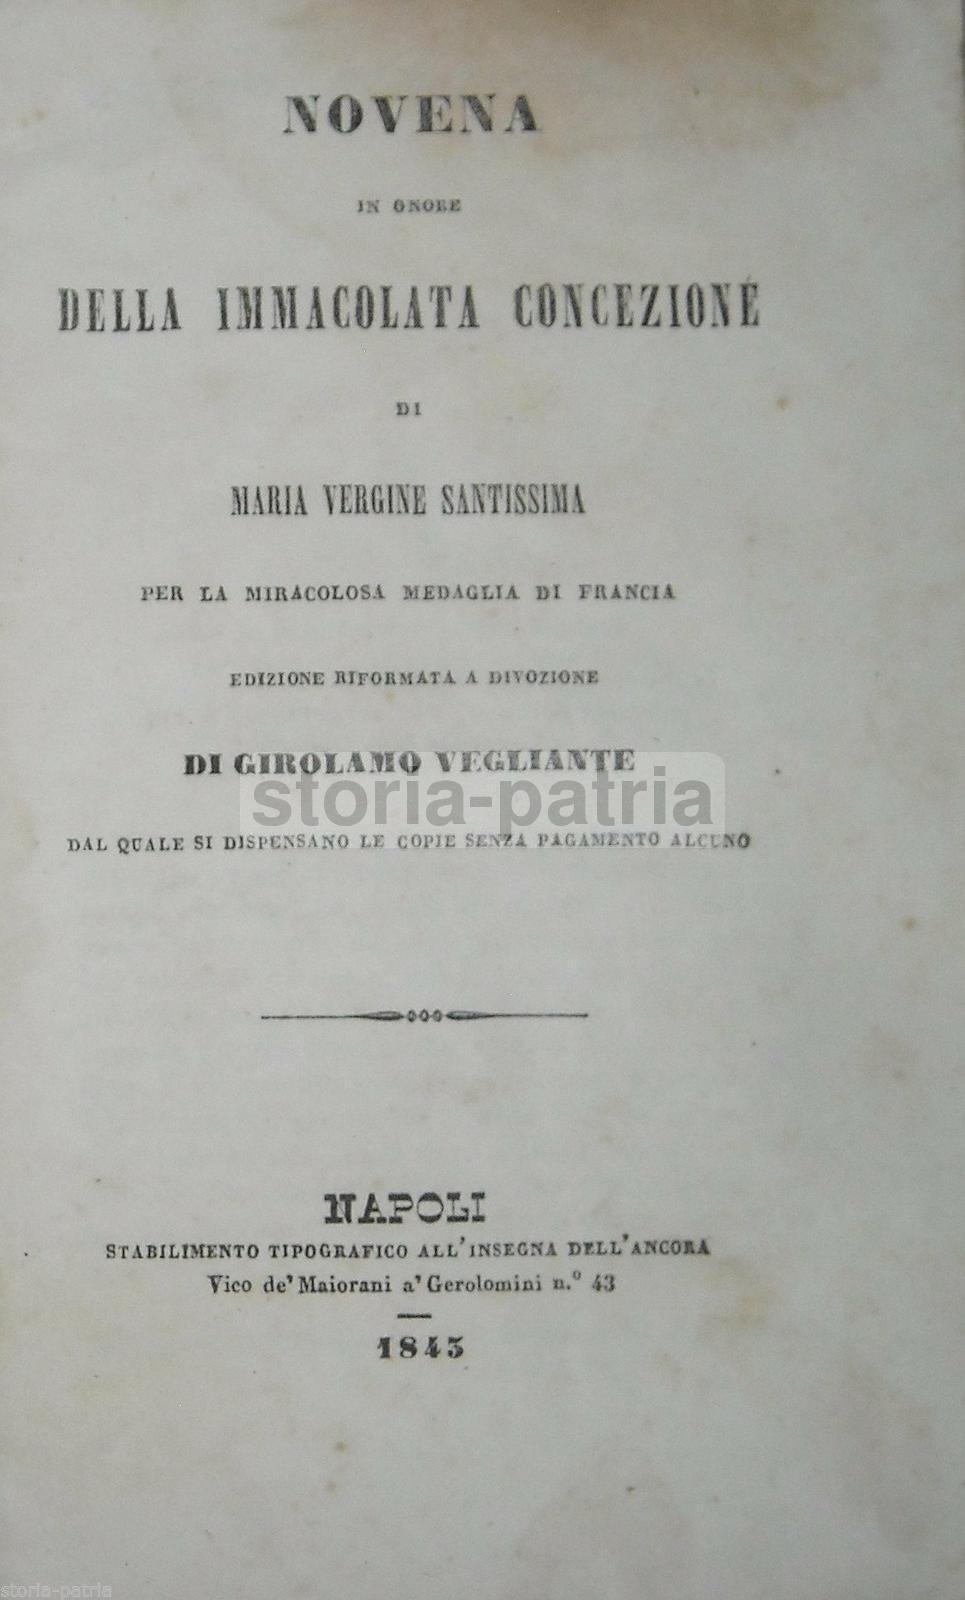 NOVENA
IN ONORE
DELLA IMMACOLATA CONCEZIONE
DI
MARIA VERGINE SANTISSIMA
PER LA MIRACOLOSA MEDAGLIA DI FRANCIA
EDIZIONE RIFORMATA A DIVOZIONE
DI GIROLAMO VEGLIANTE
storia-patria
DAL QUALE SI DISPENSANO LE COPIE SENZA PAGAMENTO ALCUNO
NAPOLI
STABILIMENTO TIPOGRAFICO ALL'INSEGNA DELL'ANCORA
Vico de' Maiorani a' Gerolomini n.º 43
1843
storia-patria